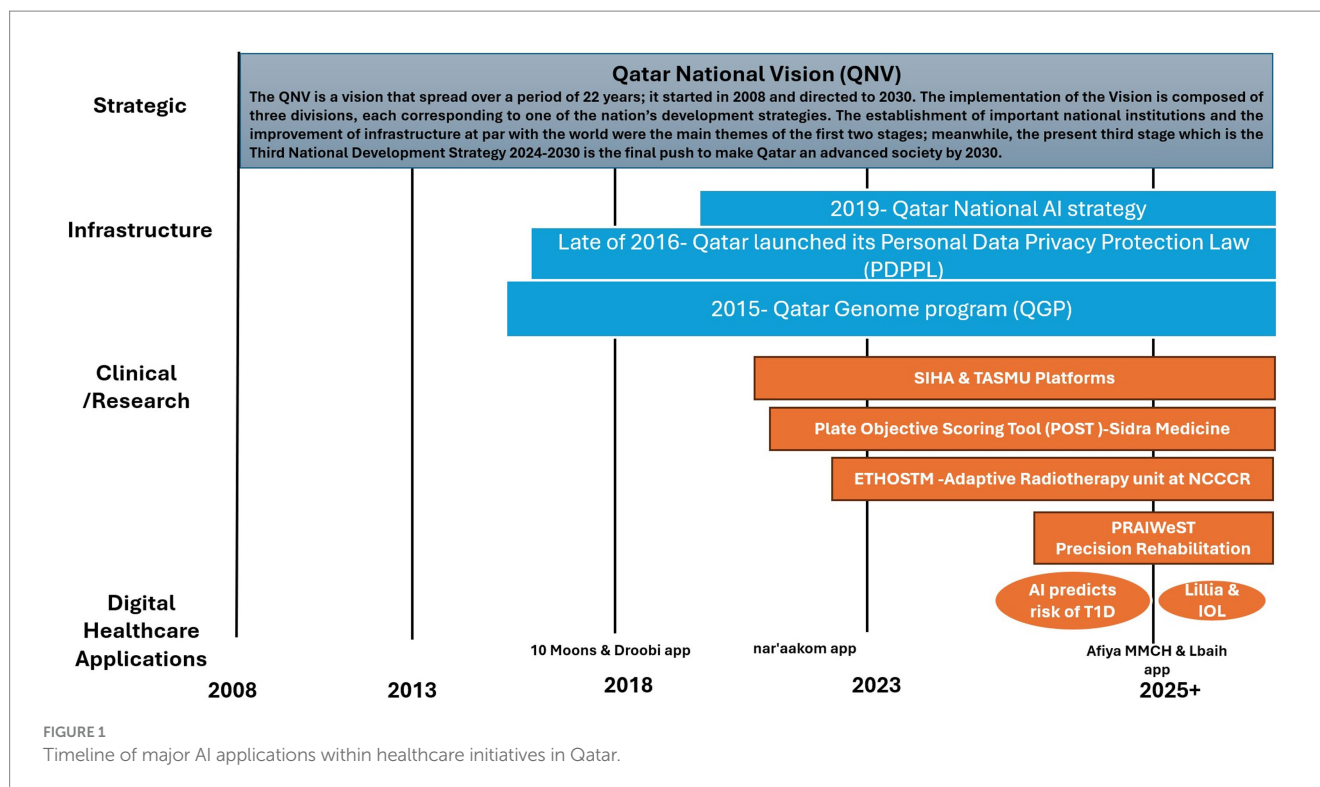 Strategic
Qatar National Vision (QNV)
The QNV is a vision that spread over a period of 22 years; it started in 2008 and directed to 2030. The implementation of the Vision is composed of
three divisions, each corresponding to one of the nation's development strategies. The establishment of important national institutions and the
improvement of infrastructure at par with the world were the main themes of the first two stages; meanwhile, the present third stage which is the
Third National Development Strategy 2024-2030 is the final push to make Qatar an advanced society by 2030.
Infrastructure
2019- Qatar National AI strategy
Late of 2016- Qatar launched its Personal Data Privacy Protection Law
(PDPPL)
2015- Qatar Genome program (QGP)
Clinical
/Research
SIHA & TASMU Platforms
Plate Objective Scoring Tool (POST )-Sidra Medicine
ETHOSTM -Adaptive Radiotherapy unit at NCCCR
PRAIWeST
Precision Rehabilitation
AI predicts
risk of T1D
Lillia &
IOL
Digital
Healthcare
Applications
10 Moons & Droobi app
nar'aakom app
Afiya MMCH & Lbaih
app
2008
2013
2018
2023
2025+
FIGURE 1
Timeline of major AI applications within healthcare initiatives in Qatar.